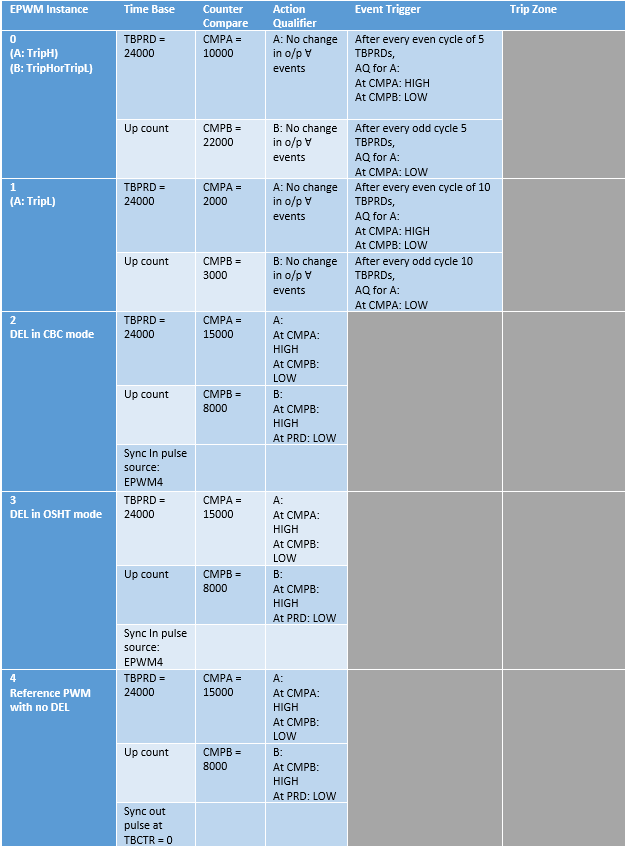 EPWM Instance
Time Base
Counter
Compare
Action
Qualifier
Event Trigger
Trip Zone
0
(A: TripH)
(B: TripHorTripL)
TBPRD =
24000
CMPA =
10000
A: No change
in o/p ∀
events
After every even cycle of 5
TBPRDs,
AQ for A:
At CMPA: HIGH
At CMPB: LOW
Up count
CMPB =
22000
B: No change
in o/p ∀
events
After every odd cycle 5
TBPRDs,
AQ for A:
At CMPA: LOW
1
(A: TripL)
TBPRD =
24000
CMPA =
2000
A: No change
in o/p ∀
events
After every even cycle of 10
TBPRDs,
AQ for A:
At CMPA: HIGH
At CMPB: LOW
Up count
CMPB =
3000
B: No change
in o/p ∀
events
After every odd cycle 10
TBPRDs,
AQ for A:
At CMPA: LOW
2
DEL in CBC mode
TBPRD =
24000
CMPA =
15000
A:
At CMPA:
HIGH
At CMPB:
LOW
Up count
CMPB =
8000
B:
At CMPB:
HIGH
At PRD: LOW
Sync In pulse
source:
EPWM4
3
DEL in OSHT mode
TBPRD =
24000
CMPA =
15000
A:
At CMPA:
HIGH
At CMPB:
LOW
Up count
CMPB =
8000
B:
At CMPB:
HIGH
At PRD: LOW
Sync In pulse
source:
EPWM4
4
Reference PWM
with no DEL
TBPRD =
24000
CMPA =
15000
A:
At CMPA:
HIGH
At CMPB:
LOW
Up count
CMPB =
8000
B:
At CMPB:
HIGH
At PRD: LOW
Sync out
pulse at
TBCTR = 0